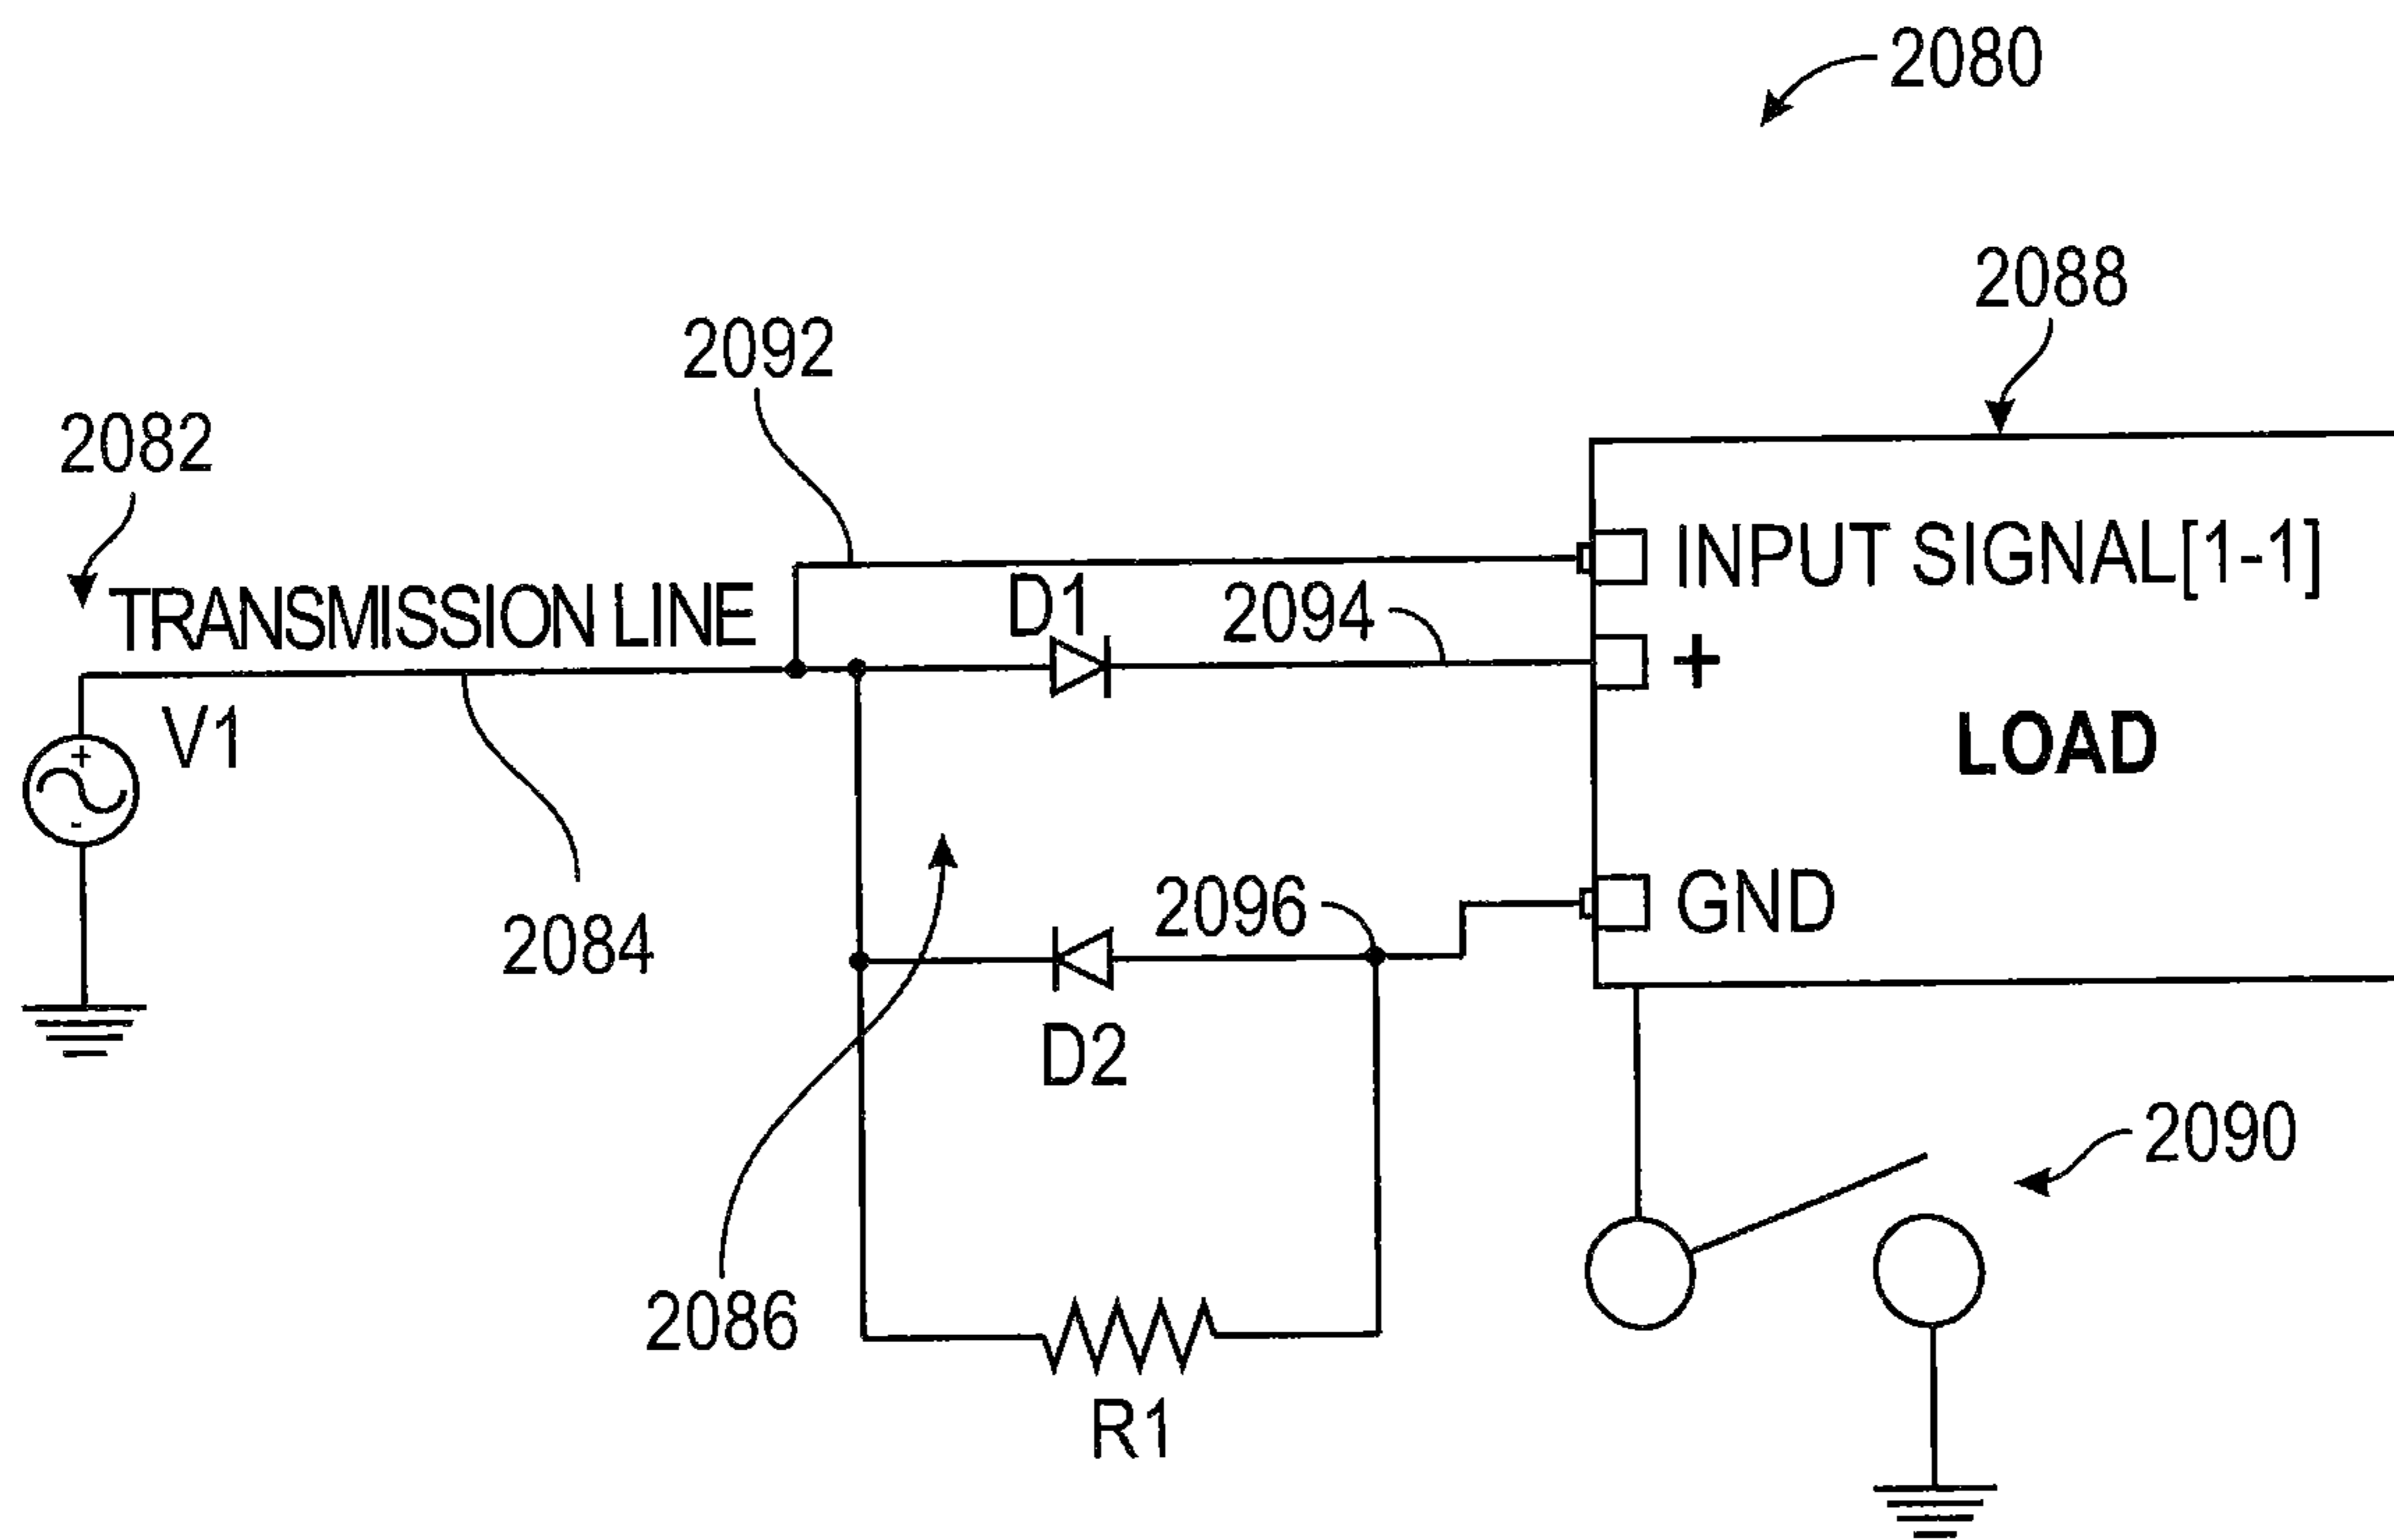 2080
2088
2092
2082
INPUT SIGNAL[1-1]
D1
2094
TRANSMISSION LINE
+
V1
LOAD
+
-
2096
GND
2084
D2
2090
2086
R1